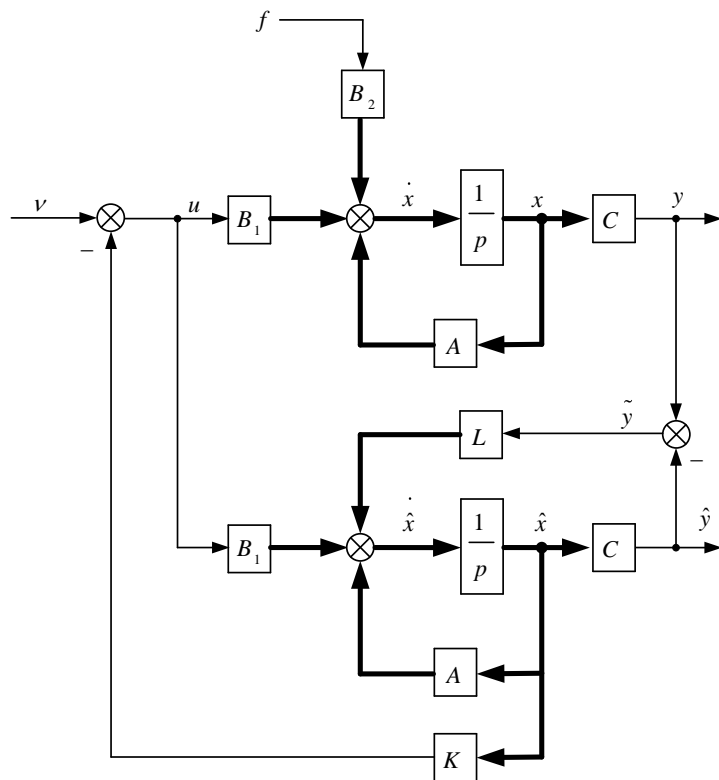 f
B₂
ν − u B₁ ẋ 1/p x C y
A
L ỹ −
B₁ x̂̇ 1/p x̂ C ŷ
A
K